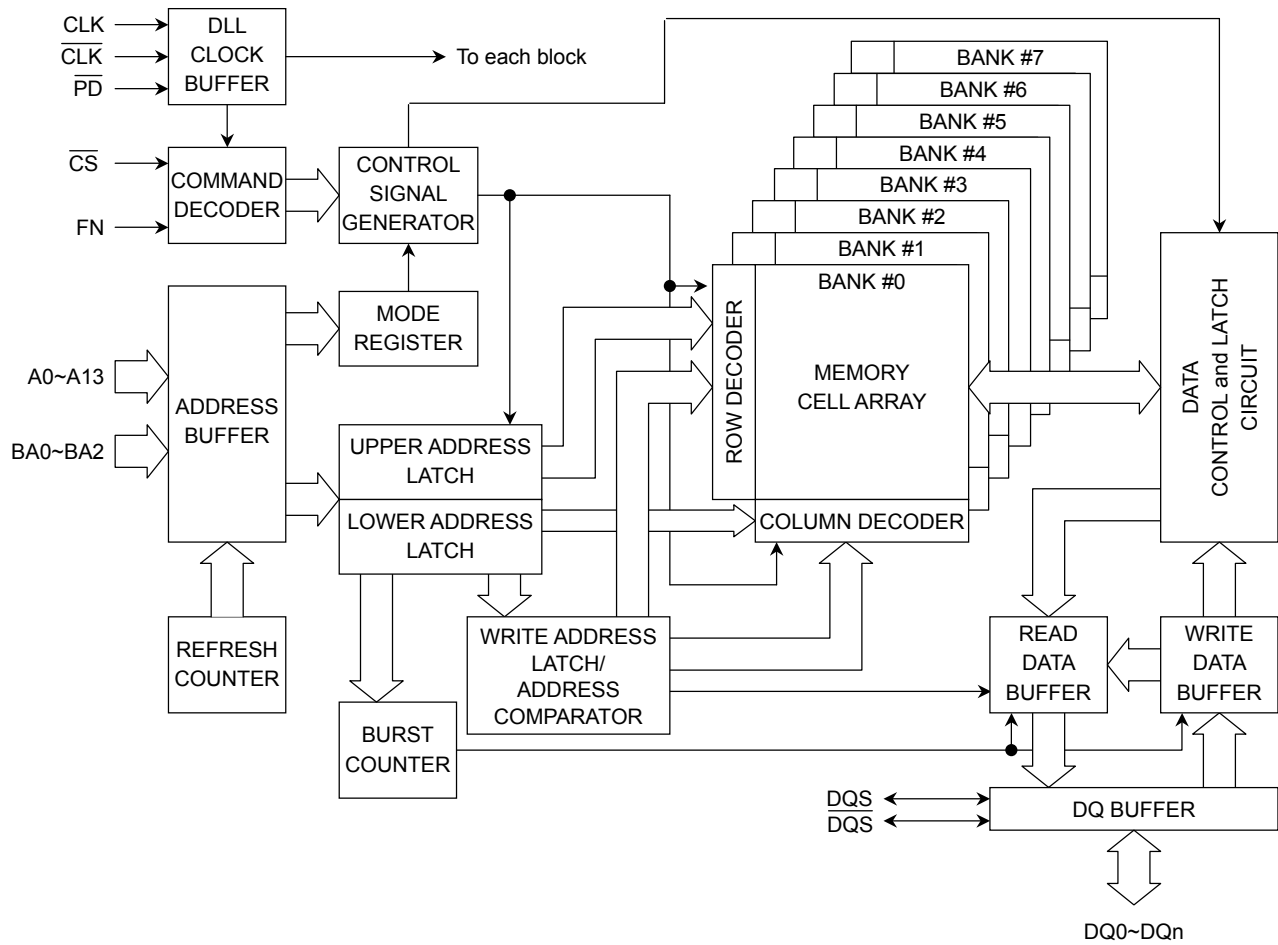 CLK
CLK
PD
DLL
CLOCK
BUFFER
To each block
CS
FN
COMMAND
DECODER
CONTROL
SIGNAL
GENERATOR
BANK #7
BANK #6
BANK #5
BANK #4
BANK #3
BANK #2
BANK #1
BANK #0
MODE
REGISTER
A0~A13
BA0~BA2
ADDRESS
BUFFER
ROW DECODER
MEMORY
CELL ARRAY
DATA
CONTROL and LATCH
CIRCUIT
UPPER ADDRESS
LATCH
LOWER ADDRESS
LATCH
COLUMN DECODER
REFRESH
COUNTER
WRITE ADDRESS
LATCH/
ADDRESS
COMPARATOR
READ
DATA
BUFFER
WRITE
DATA
BUFFER
BURST
COUNTER
DQS
DQS
DQ BUFFER
DQ0~DQn